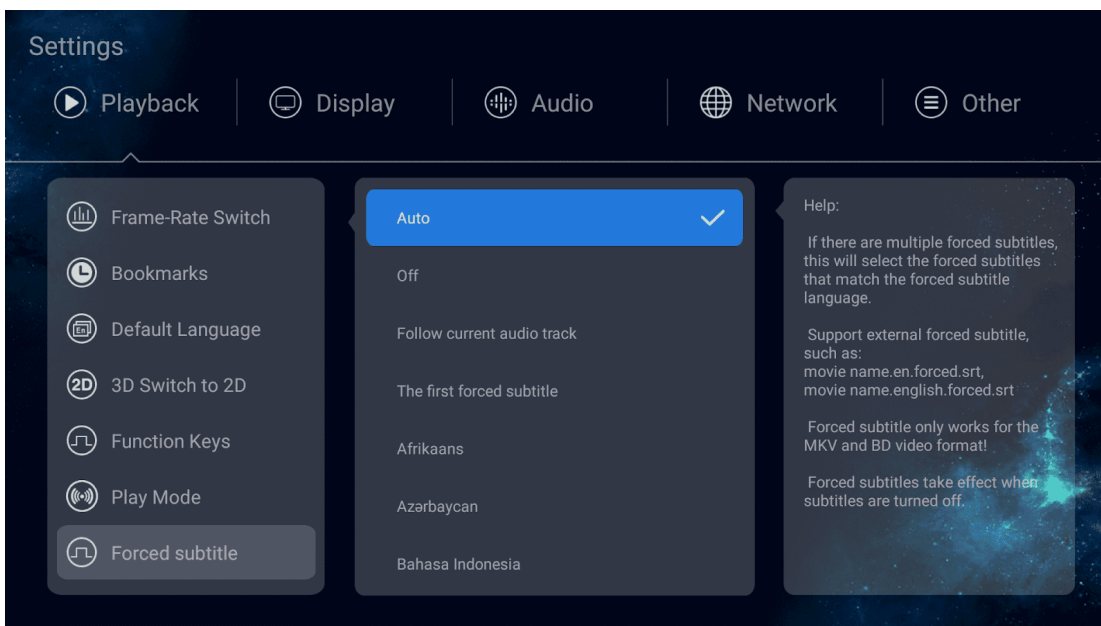 Settings
Playback
Display
Audio
Network
Other
Frame-Rate Switch
Bookmarks
En
Default Language
2D
3D Switch to 2D
Function Keys
Play Mode
Forced subtitle
Auto
Off
Follow current audio track
The first forced subtitle
Afrikaans
Azərbaycan
Bahasa Indonesia
Help:
If there are multiple forced subtitles,
this will select the forced subtitles
that match the forced subtitle
language.
Support external forced subtitle,
such as:
movie name.en.forced.srt,
movie name.english.forced.srt
Forced subtitle only works for the
MKV and BD video format!
Forced subtitles take effect when
subtitles are turned off.